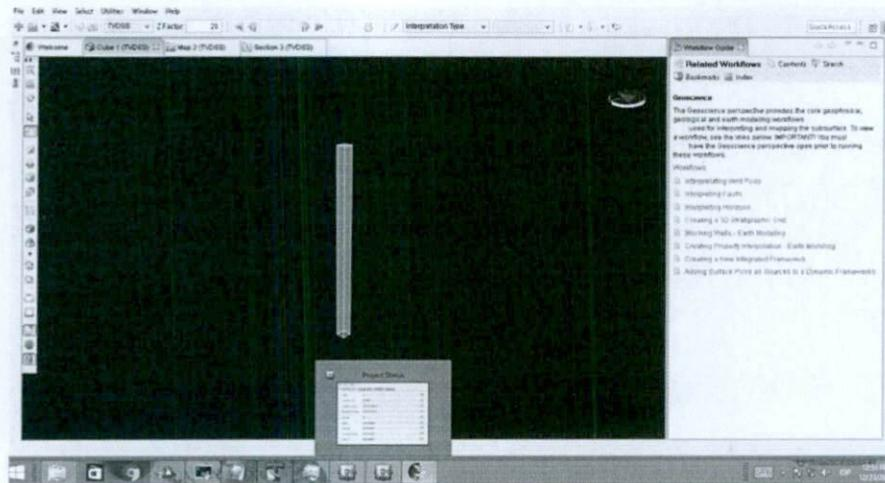 File Edit View Select Utilities Window Help
TVDSS Z Factor: 20 Interpretation Type Quick Access
Welcome Cube 1 (TVDSS) Map 2 (TVDSS) Section 3 (TVDSS)
Workflow Guide
Related Workflows Contents Search
Bookmarks Index
Geoscience
The Geoscience perspective provides the core geophysical,
geological and earth modeling workflows
used for interpreting and mapping the subsurface. To view
a workflow, see the links below. IMPORTANT! You must
have the Geoscience perspective open prior to running
these workflows.
Workflows
Interpreting Well Picks
Interpreting Faults
Interpreting Horizons
Creating a 3D Stratigraphic Grid
Blocking Wells - Earth Modeling
Creating Property Interpolation - Earth Modeling
Creating a New Integrated Framework
Adding Surface Point as Sources to a Dynamic Framework
Project Status
ESP